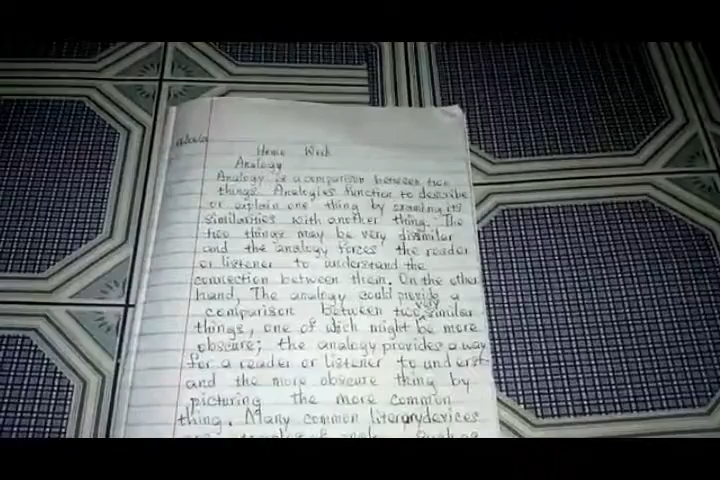 Home Work
Analogy
Analogy is a comparison between two
things. Analogies function to describe
or explain one thing by examing its
similarities with another thing. The
two things may be very dissimilar
and the analogy forces the reader
or listener to understand the
connection between them. On the other
hand, The analogy could provide a
comparison between two very similar
things, one of wich might be more
obscure; the analogy provides a way
for a reader or listener to underst-
and the more obscure thing by
picturing the more common
thing. Many common literary devices